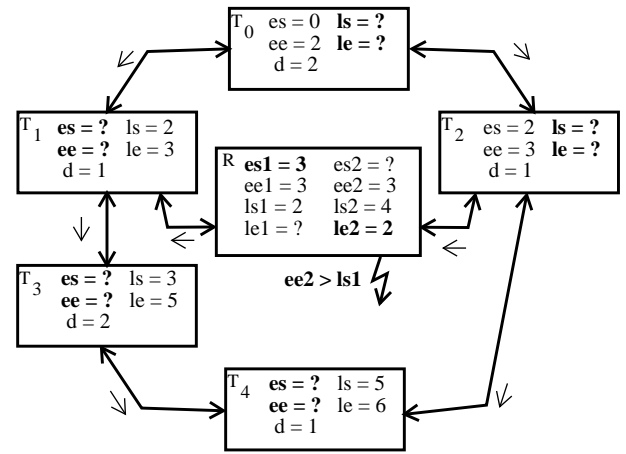 T0 es = 0 ls = ?
ee = 2 le = ?
d = 2
T1 es = ? ls = 2
ee = ? le = 3
d = 1
T2 es = 2 ls = ?
ee = 3 le = ?
d = 1
R es1 = 3 es2 = ?
ee1 = 3 ee2 = 3
ls1 = 2 ls2 = 4
le1 = ? le2 = 2
ee2 > ls1
T3 es = ? ls = 3
ee = ? le = 5
d = 2
T4 es = ? ls = 5
ee = ? le = 6
d = 1